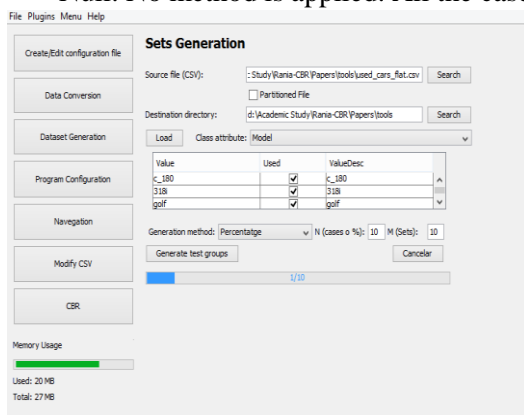 File Plugins Menu Help
Create/Edit configuration file
Data Conversion
Dataset Generation
Program Configuration
Navigation
Modify CSV
CBR
Memory Usage
Used: 20 MB
Total: 27 MB
Sets Generation
Source file (CSV): : Study\Rania-CBR\Papers\tools\used_cars_flat.csv Search
Partitioned File
Destination directory: d:\Academic Study\Rania-CBR\Papers\tools Search
Load Class attribute: Model
Value Used ValueDesc
c_180 c_180
318i 318i
golf golf
Generation method: Percentatge N (cases o %): 10 M (Sets): 10
Generate test groups Cancelar
1/10